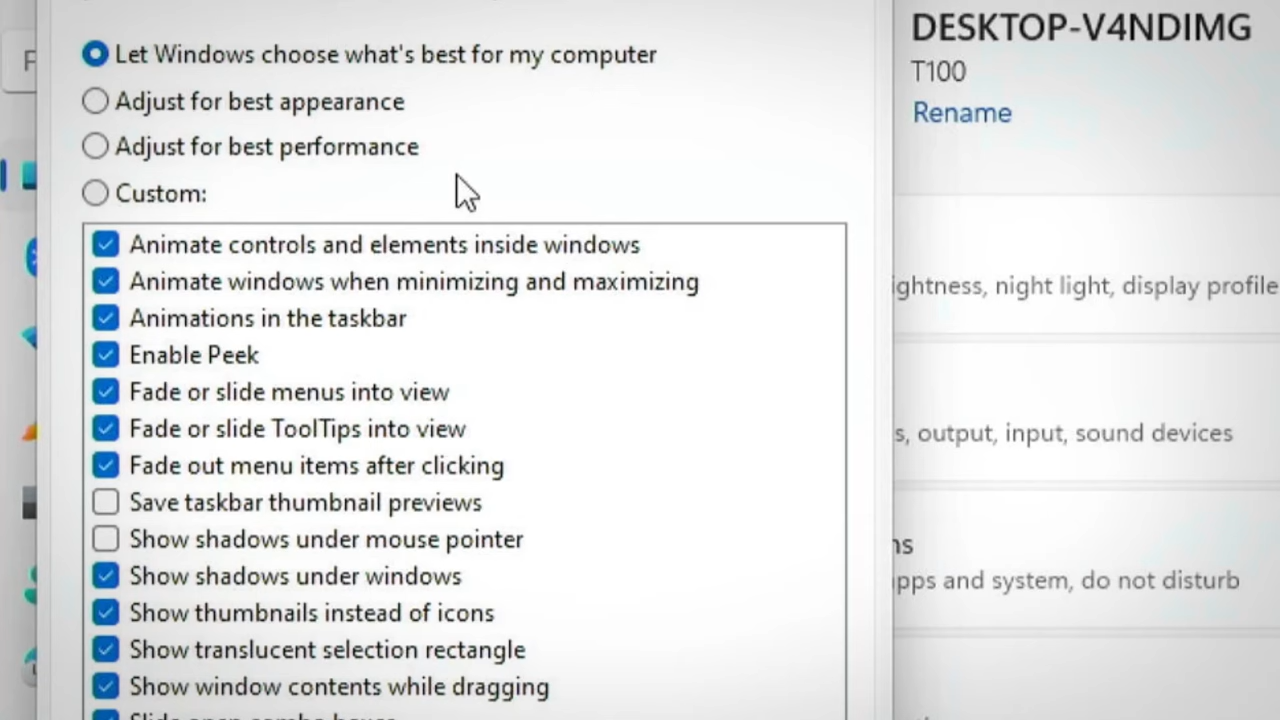 Let Windows choose what's best for my computer
Adjust for best appearance
Adjust for best performance
Custom:
Animate controls and elements inside windows
Animate windows when minimizing and maximizing
Animations in the taskbar
Enable Peek
Fade or slide menus into view
Fade or slide ToolTips into view
Fade out menu items after clicking
Save taskbar thumbnail previews
Show shadows under mouse pointer
Show shadows under windows
Show thumbnails instead of icons
Show translucent selection rectangle
Show window contents while dragging
Slide open combo boxes
DESKTOP-V4NDIMG
T100
Rename
ightness, night light, display profile
s, output, input, sound devices
ns
apps and system, do not disturb